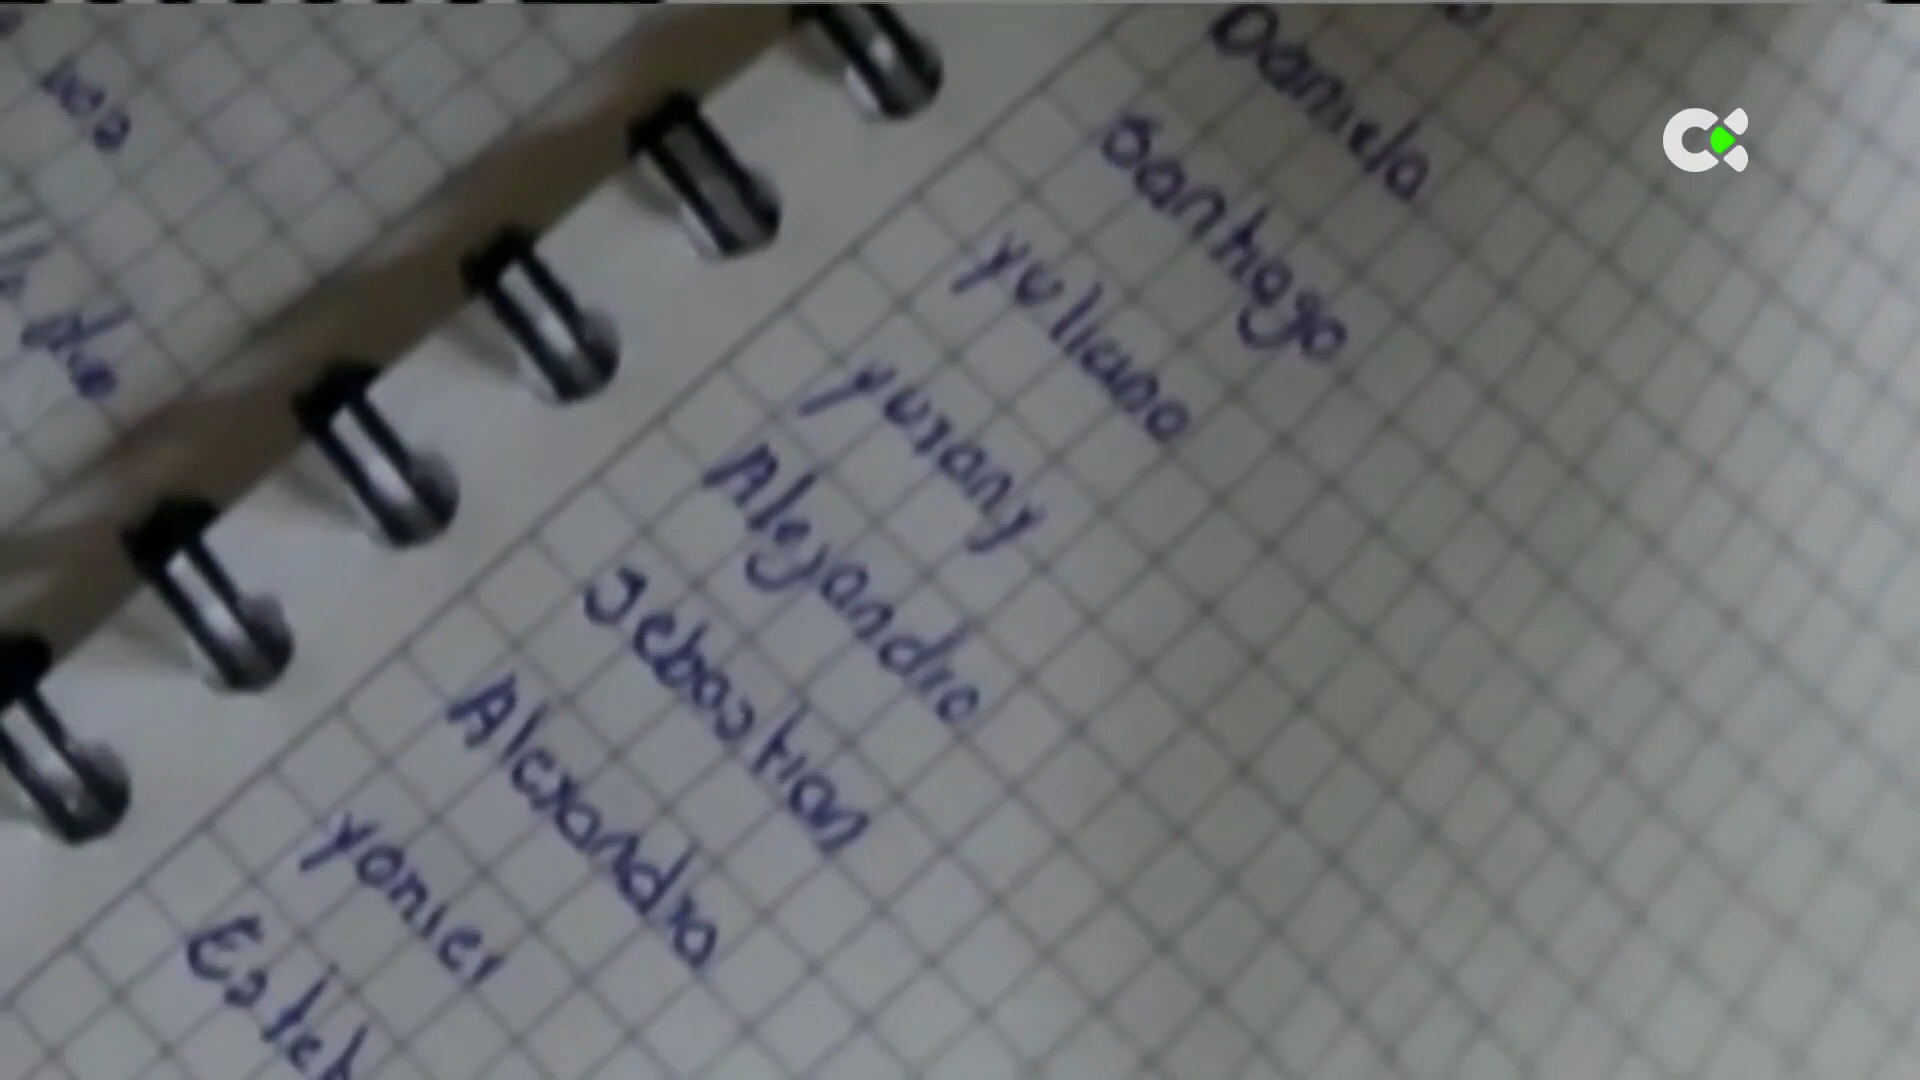 Daniela
Santiago
Yuliana
Yurany
Alejandro
Sebastian
Alexandra
Yonier